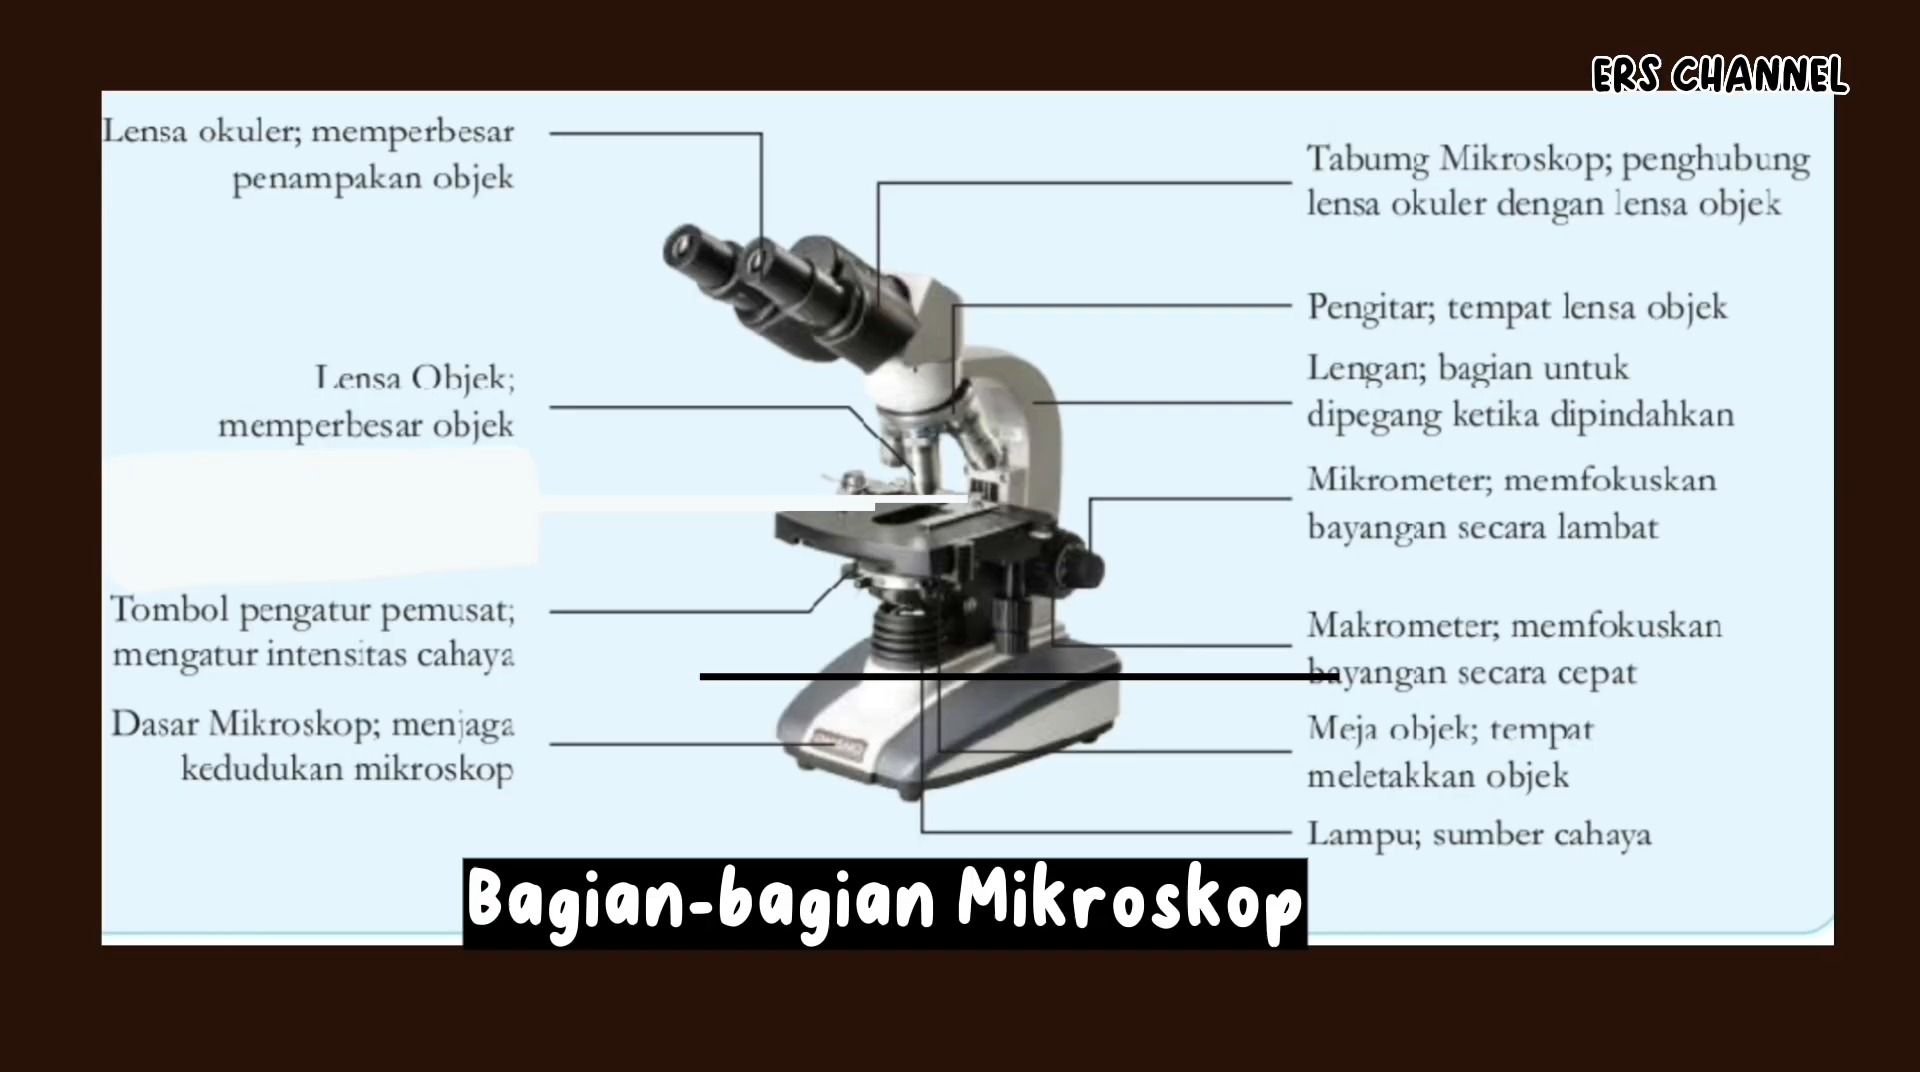 ERS CHANNEL
Lensa okuler; memperbesar
penampakan objek
Lensa Objek;
memperbesar objek
Tombol pengatur pemusat;
mengatur intensitas cahaya
Dasar Mikroskop; menjaga
kedudukan mikroskop
Tabumg Mikroskop; penghubung
lensa okuler dengan lensa objek
Pengitar; tempat lensa objek
Lengan; bagian untuk
dipegang ketika dipindahkan
Mikrometer; memfokuskan
bayangan secara lambat
Makrometer; memfokuskan
bayangan secara cepat
Meja objek; tempat
meletakkan objek
Lampu; sumber cahaya
Bagian-bagian Mikroskop